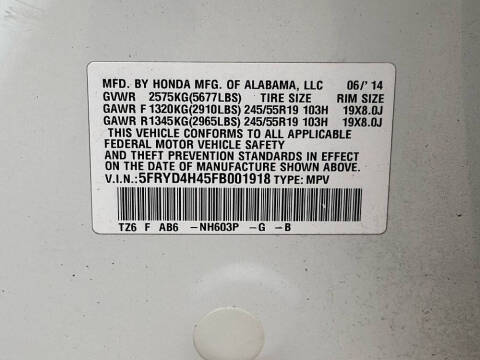 MFD. BY HONDA MFG. OF ALABAMA, LLC 06/' 14
GVWR 2575KG(5677LBS) TIRE SIZE RIM SIZE
GAWR F 1320KG(2910LBS) 245/55R19 103H 19X8.0J
GAWR R1345KG(2965LBS) 245/55R19 103H 19X8.0J
THIS VEHICLE CONFORMS TO ALL APPLICABLE
FEDERAL MOTOR VEHICLE SAFETY
AND THEFT PREVENTION STANDARDS IN EFFECT
ON THE DATE OF MANUFACTURE SHOWN ABOVE.
V.I.N.:5FRYD4H45FB001918 TYPE: MPV
TZ6 F AB6 -NH603P -G -B